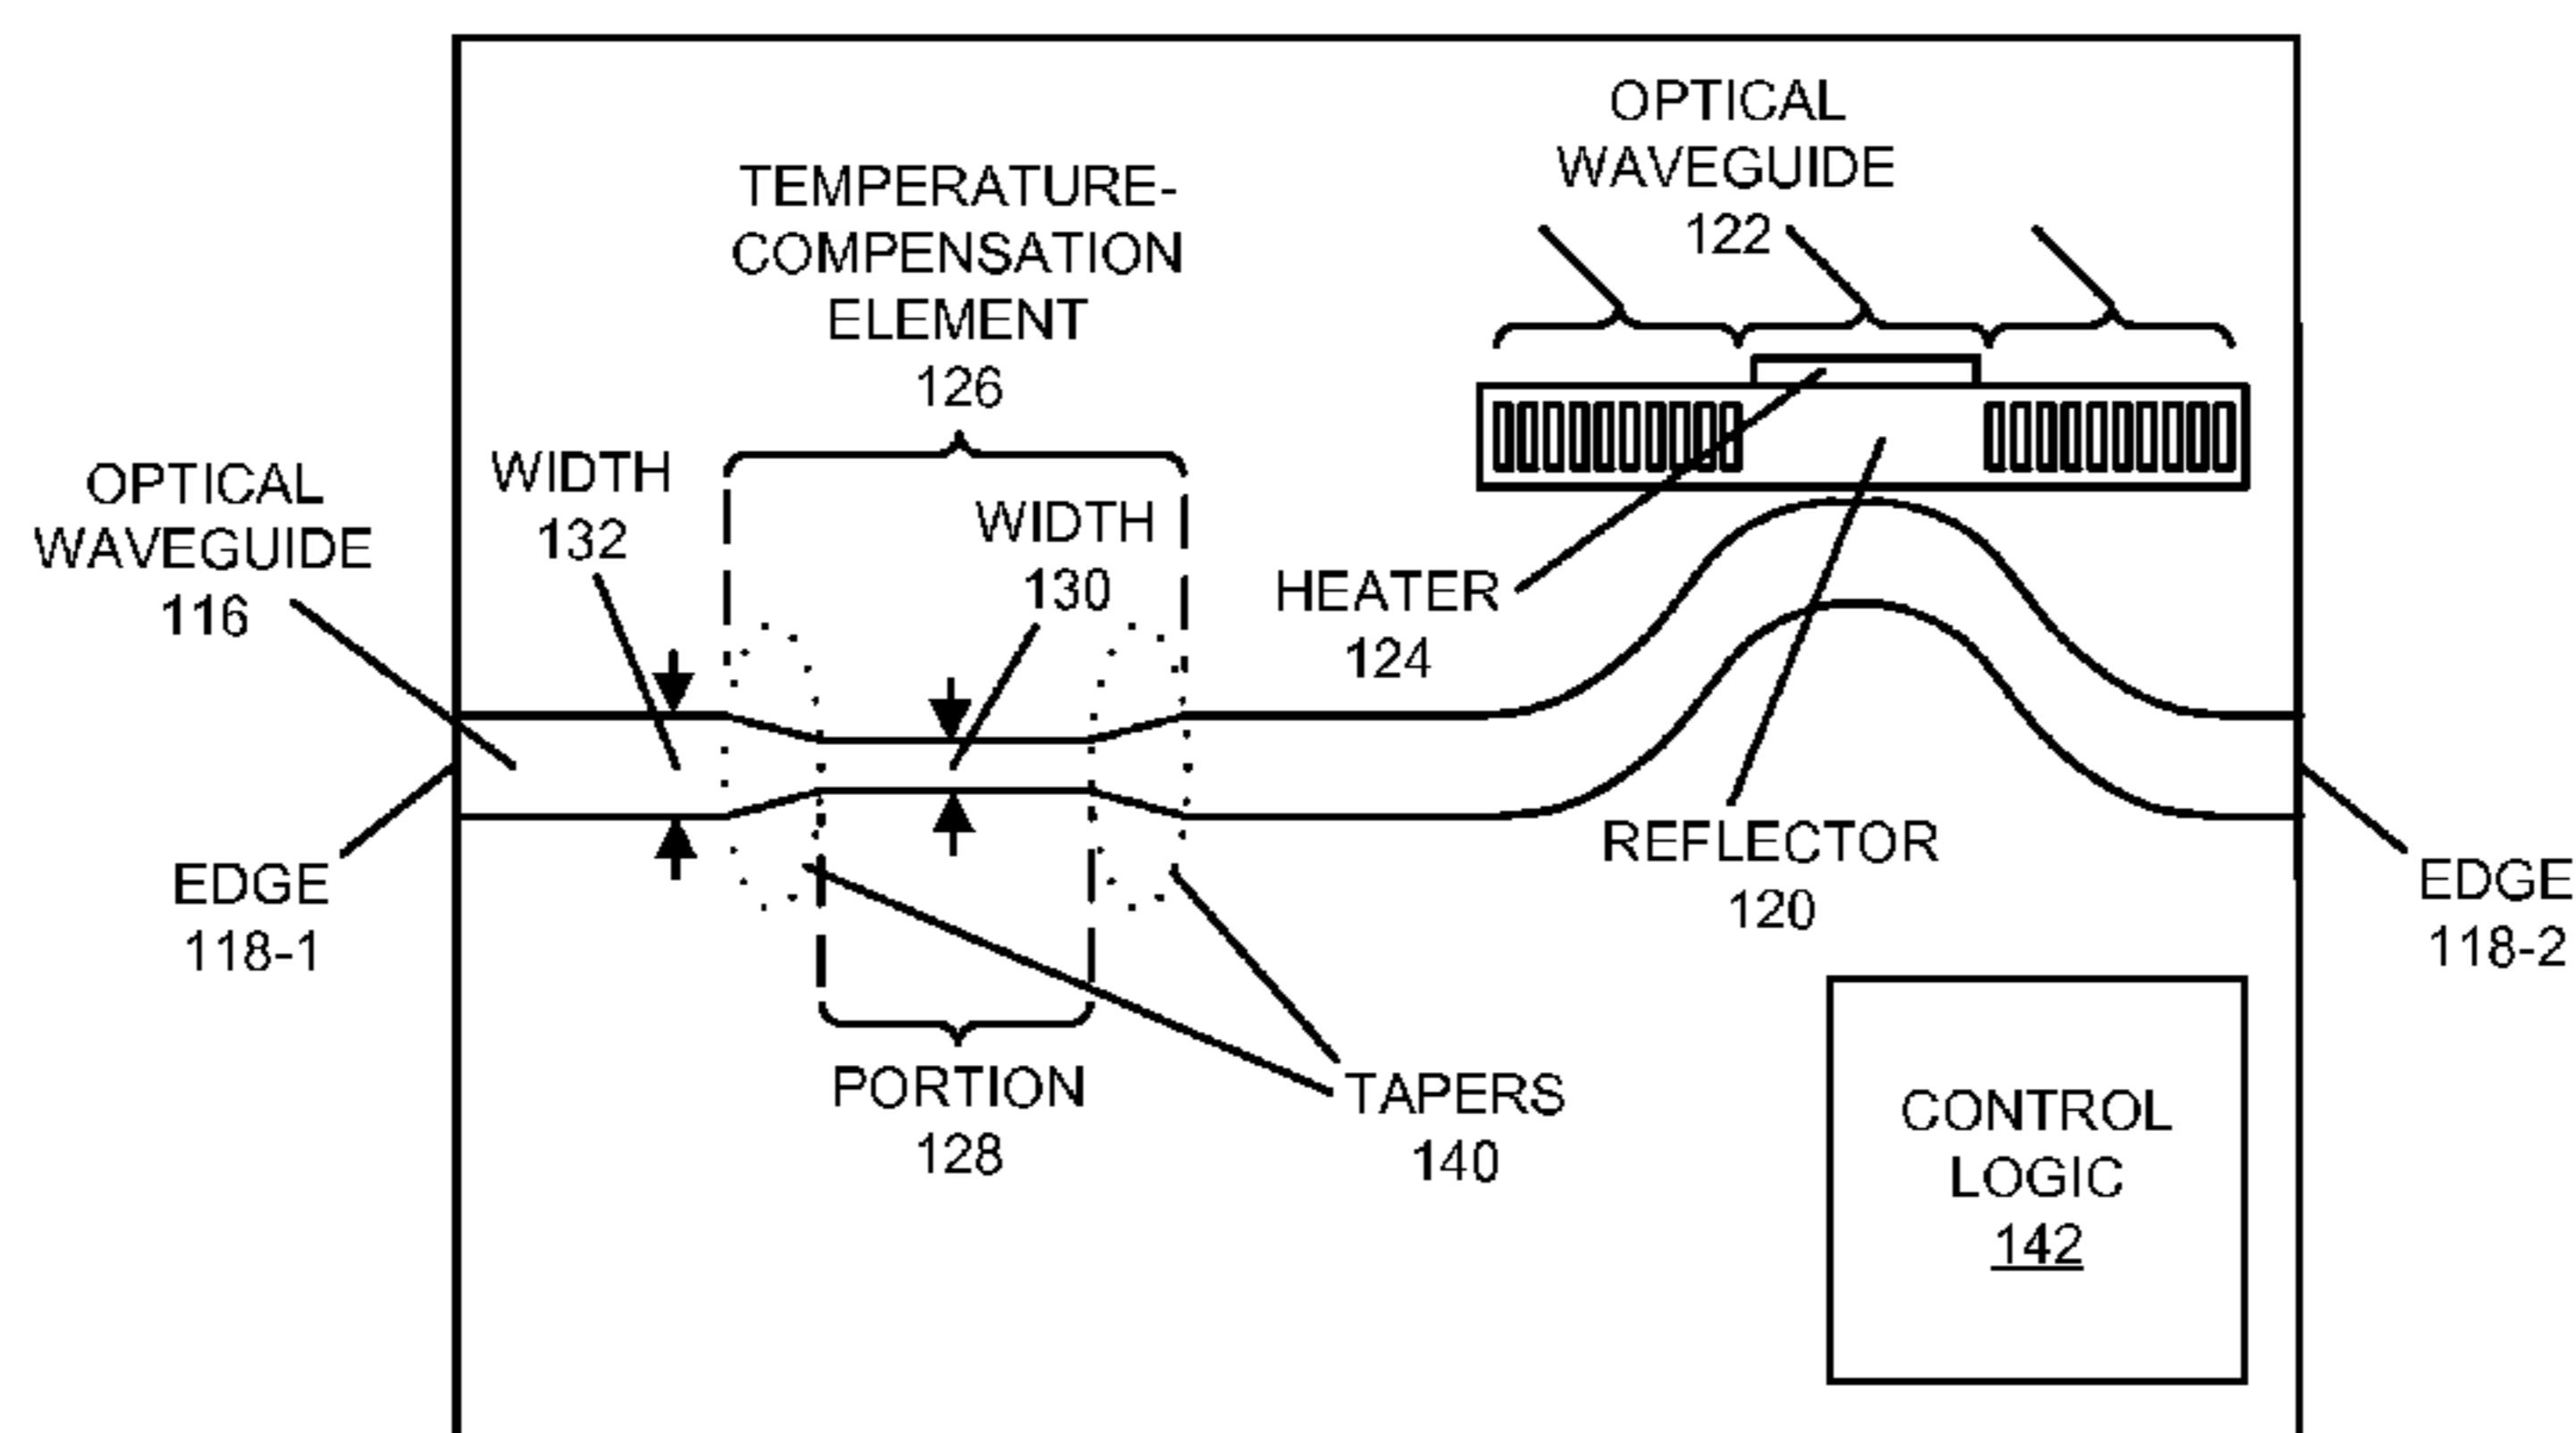 OPTICAL
WAVEGUIDE
122
TEMPERATURE-
COMPENSATION
ELEMENT
126
OPTICAL
WAVEGUIDE
116
WIDTH
132
WIDTH
130
HEATER
124
EDGE
118-1
REFLECTOR
120
EDGE
118-2
PORTION
128
TAPERS
140
CONTROL
LOGIC
142